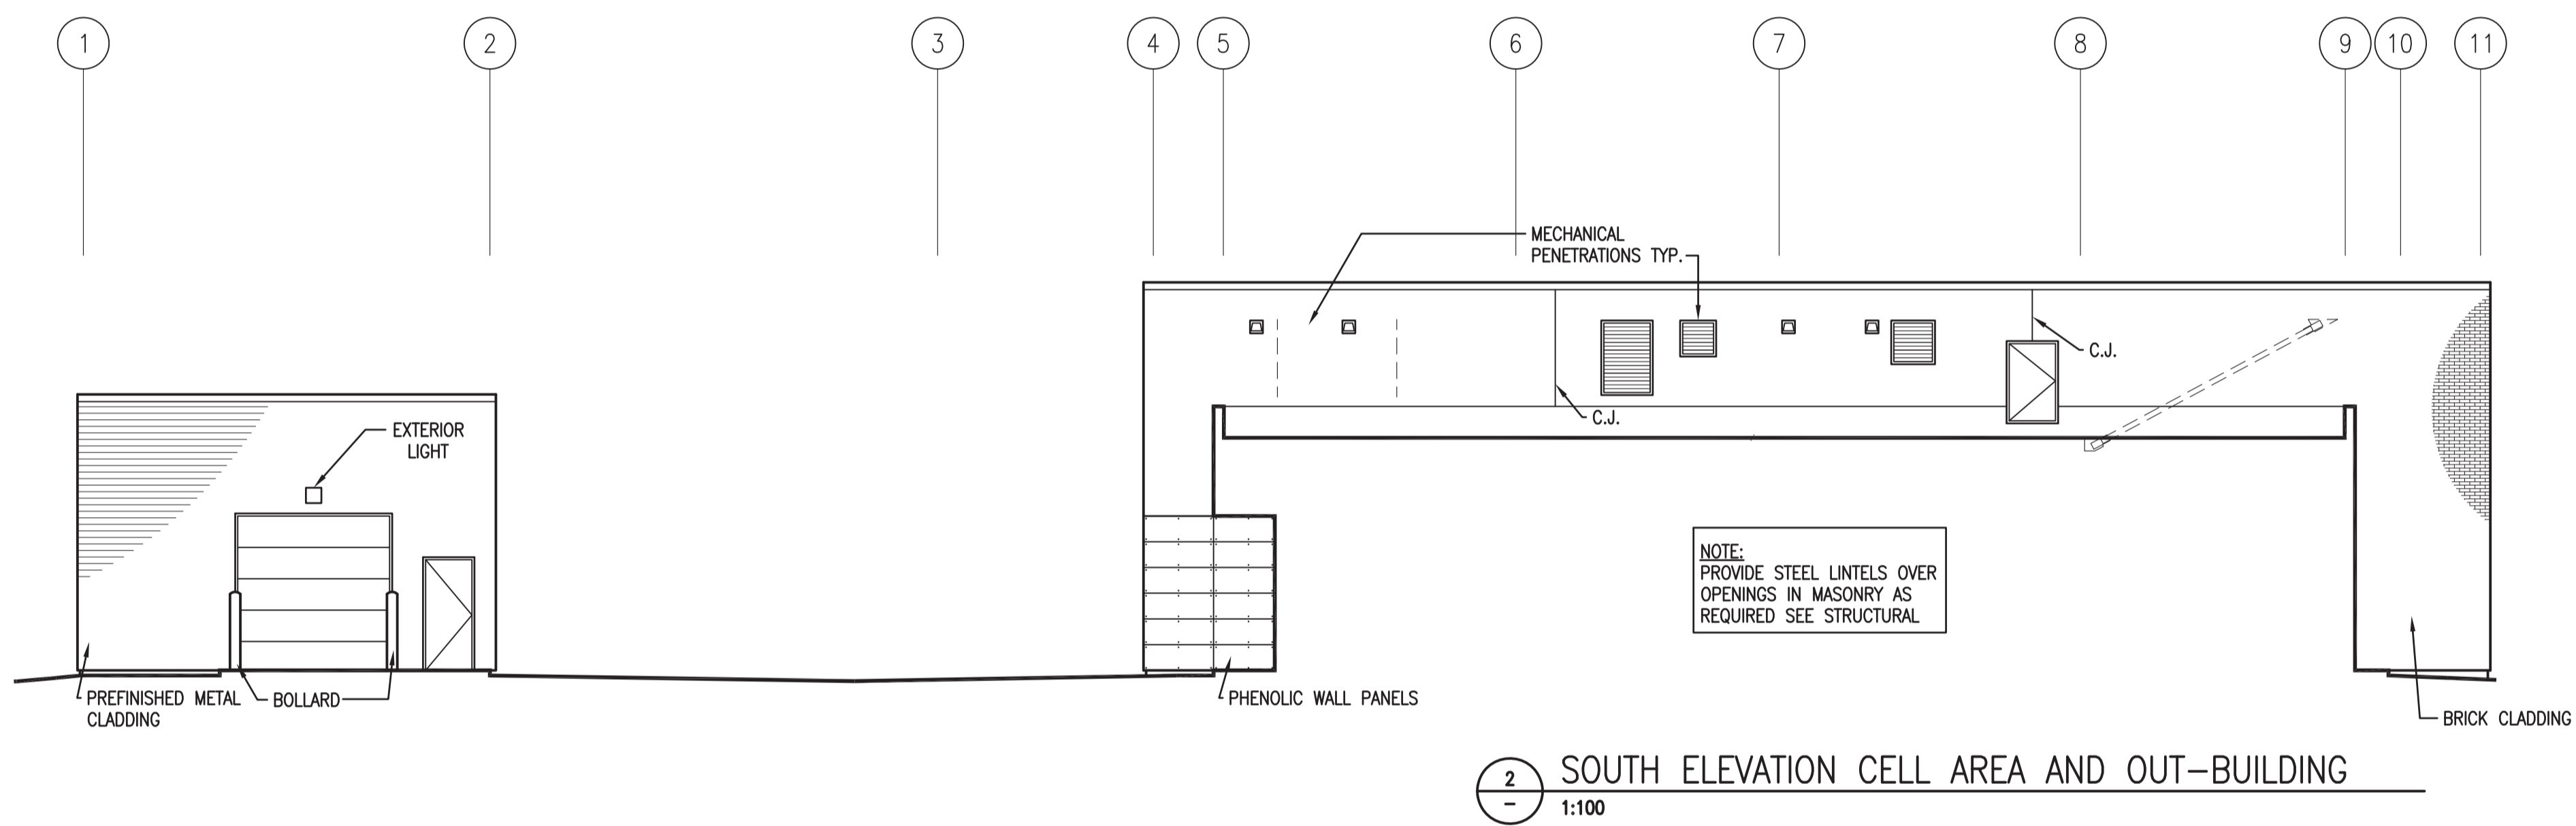 1 2 3 4 5 6 7 8 9 10 11
MECHANICAL
PENETRATIONS TYP.
C.J.
C.J.
EXTERIOR
LIGHT
NOTE:
PROVIDE STEEL LINTELS OVER
OPENINGS IN MASONRY AS
REQUIRED SEE STRUCTURAL
PREFINISHED METAL
CLADDING
BOLLARD
PHENOLIC WALL PANELS
BRICK CLADDING
2
–
SOUTH ELEVATION CELL AREA AND OUT–BUILDING
1:100